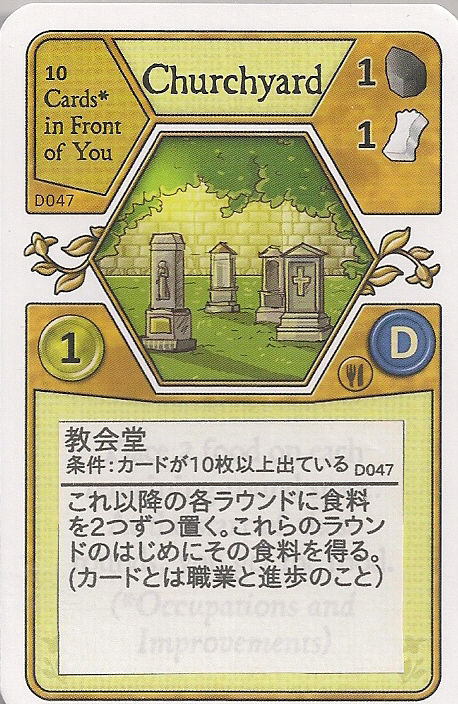 10
Cards*
in Front
of You
D047
Churchyard
1
1
1
D
教会堂
条件:カードが10枚以上出ている D047
これ以降の各ラウンドに食料
を2つずつ置く。これらのラウン
ドのはじめにその食料を得る。
(カードとは職業と進歩のこと)
(*Occupations and
Improvements)